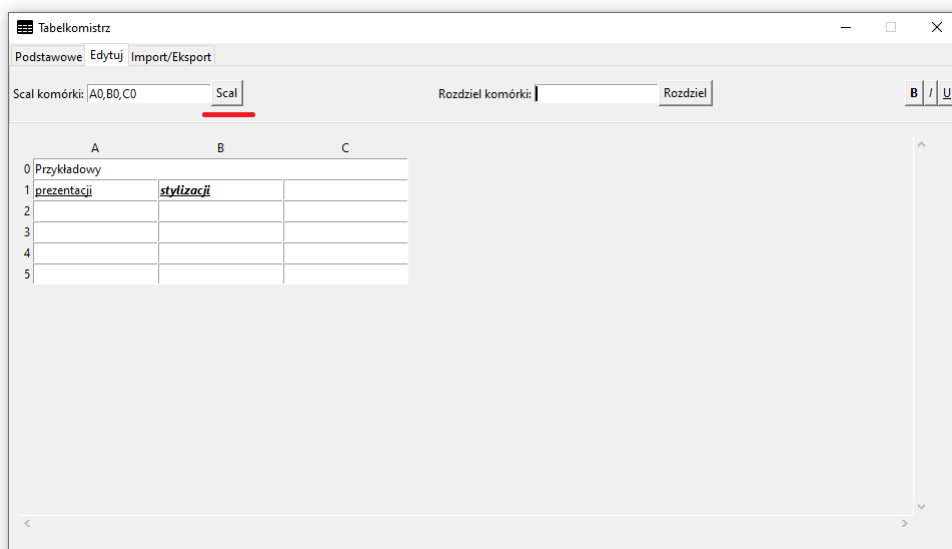 Tabelkomistrz
Podstawowe Edytuj Import/Eksport
Scal komórki: A0,B0,C0 Scal Rozdziel komórki: Rozdziel B I U
A B C
0 Przykładowy
1 prezentacji stylizacji
2
3
4
5